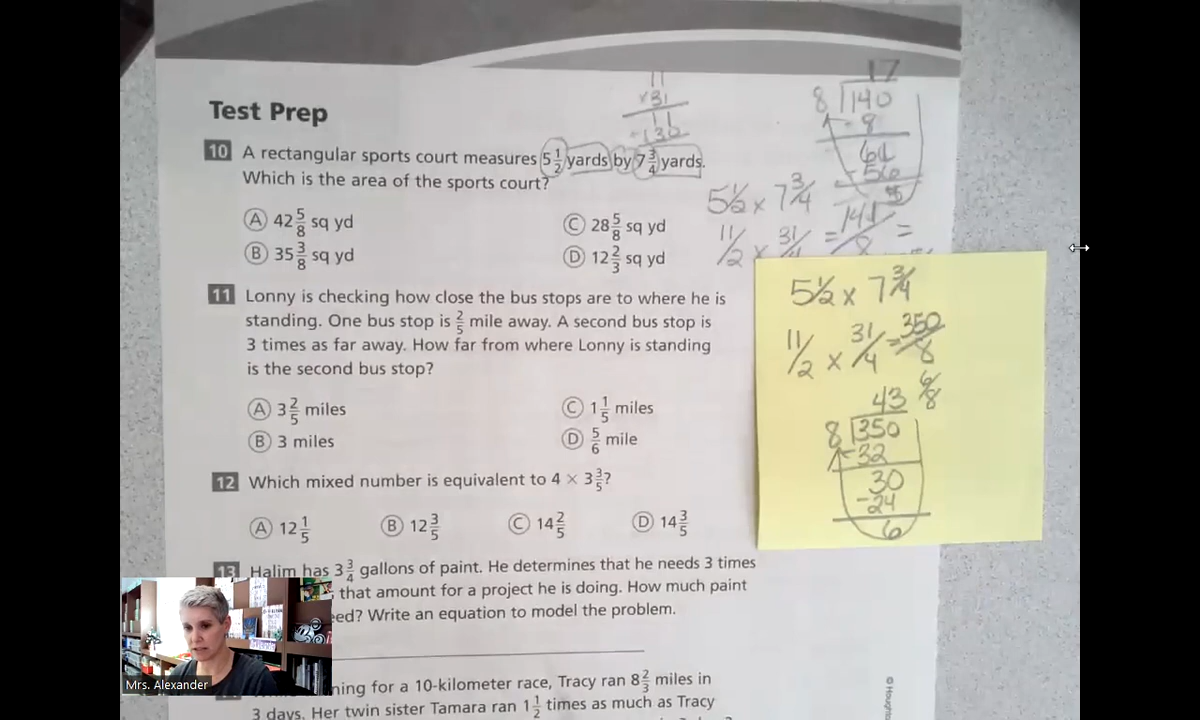 Test Prep
11
×31
11
130
17
8 140
- 8
64
- 56
10 A rectangular sports court measures 5 1/2 yards by 7 3/4 yards.
Which is the area of the sports court?
A 42 5/8 sq yd
C 28 5/8 sq yd
B 35 3/8 sq yd
D 12 2/3 sq yd
5 1/2 × 7 3/4
11/2 × 31/4 = 141/8 =
11 Lonny is checking how close the bus stops are to where he is
standing. One bus stop is 2/5 mile away. A second bus stop is
3 times as far away. How far from where Lonny is standing
is the second bus stop?
A 3 2/5 miles
C 1 1/5 miles
B 3 miles
D 5/6 mile
5 1/2 × 7 3/4
11/2 × 31/4 = 350/8
43 6/8
8 350
-32
30
-24
6
12 Which mixed number is equivalent to 4 × 3 3/5?
A 12 1/5
B 12 3/5
C 14 2/5
D 14 3/5
13 Halim has 3 3/4 gallons of paint. He determines that he needs 3 times
that amount for a project he is doing. How much paint
eed? Write an equation to model the problem.
ning for a 10-kilometer race, Tracy ran 8 2/3 miles in
3 days. Her twin sister Tamara ran 1 1/2 times as much as Tracy
© Hought
Mrs. Alexander